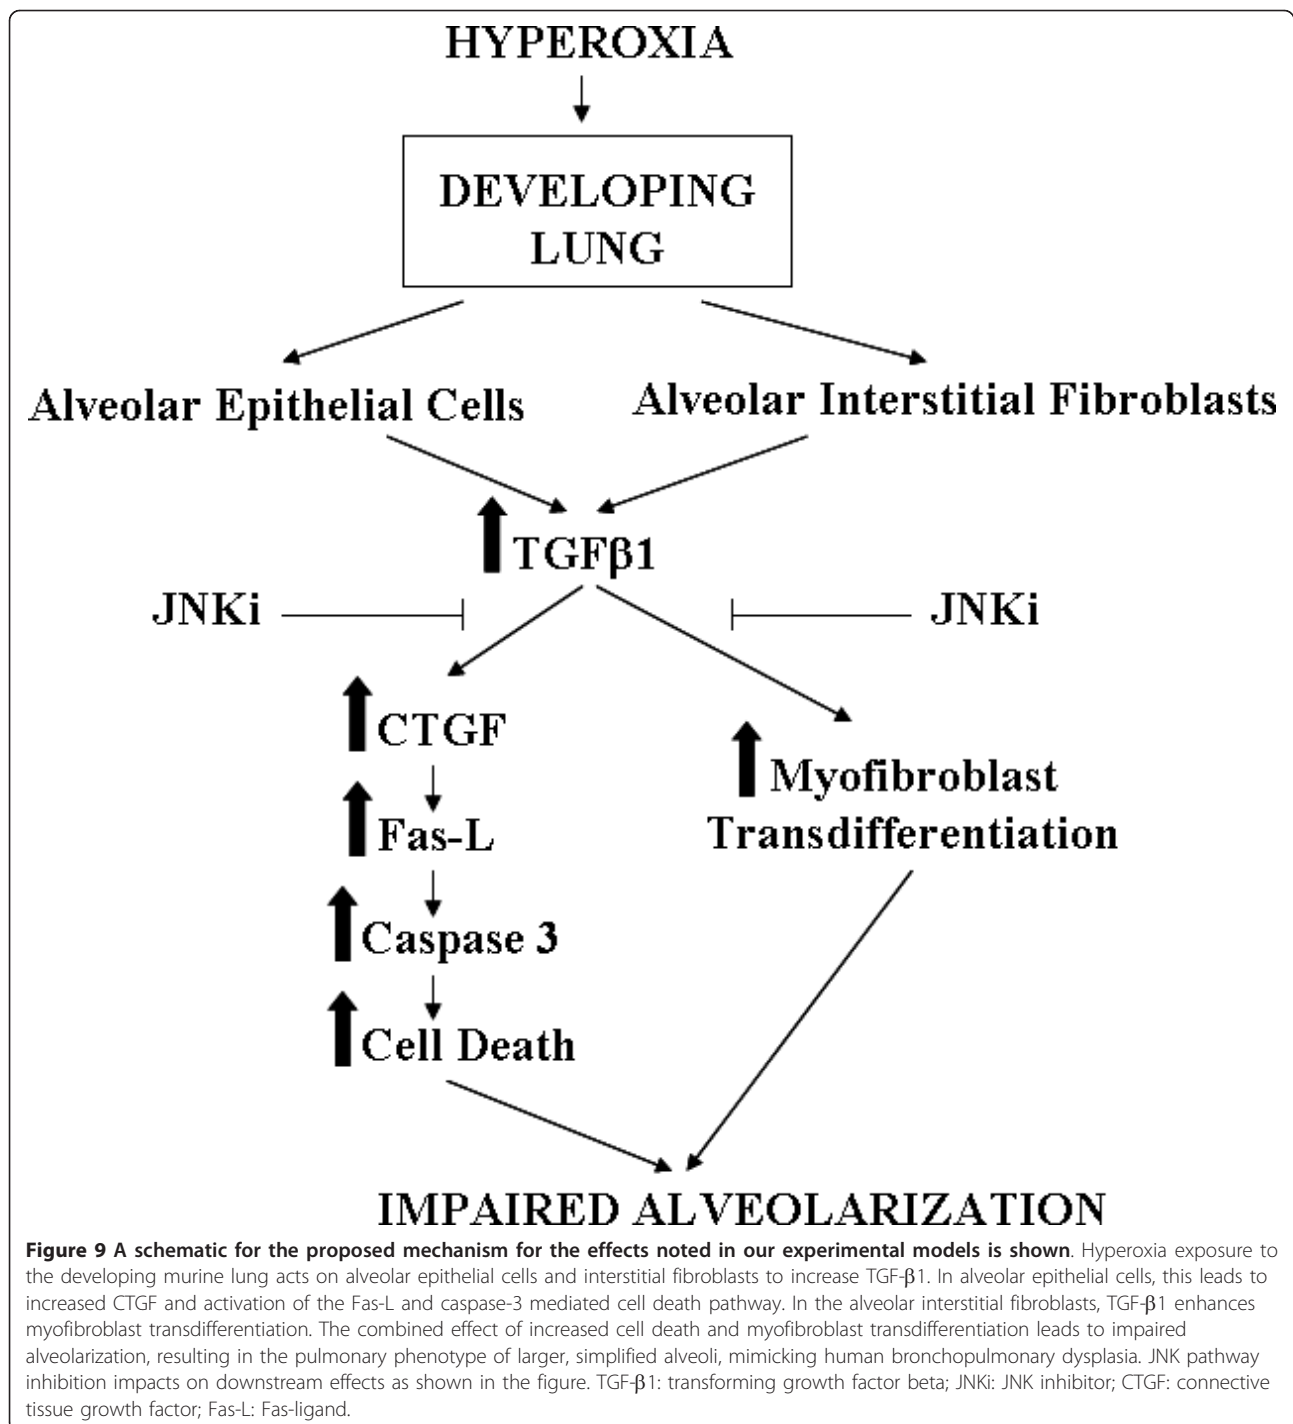 HYPEROXIA
DEVELOPING
LUNG
Alveolar Epithelial Cells
Alveolar Interstitial Fibroblasts
TGFβ1
JNKi
JNKi
CTGF
Myofibroblast
Transdifferentiation
Fas-L
Caspase 3
Cell Death
IMPAIRED ALVEOLARIZATION
Figure 9 A schematic for the proposed mechanism for the effects noted in our experimental models is shown. Hyperoxia exposure to
the developing murine lung acts on alveolar epithelial cells and interstitial fibroblasts to increase TGF-β1. In alveolar epithelial cells, this leads to
increased CTGF and activation of the Fas-L and caspase-3 mediated cell death pathway. In the alveolar interstitial fibroblasts, TGF-β1 enhances
myofibroblast transdifferentiation. The combined effect of increased cell death and myofibroblast transdifferentiation leads to impaired
alveolarization, resulting in the pulmonary phenotype of larger, simplified alveoli, mimicking human bronchopulmonary dysplasia. JNK pathway
inhibition impacts on downstream effects as shown in the figure. TGF-β1: transforming growth factor beta; JNKi: JNK inhibitor; CTGF: connective
tissue growth factor; Fas-L: Fas-ligand.